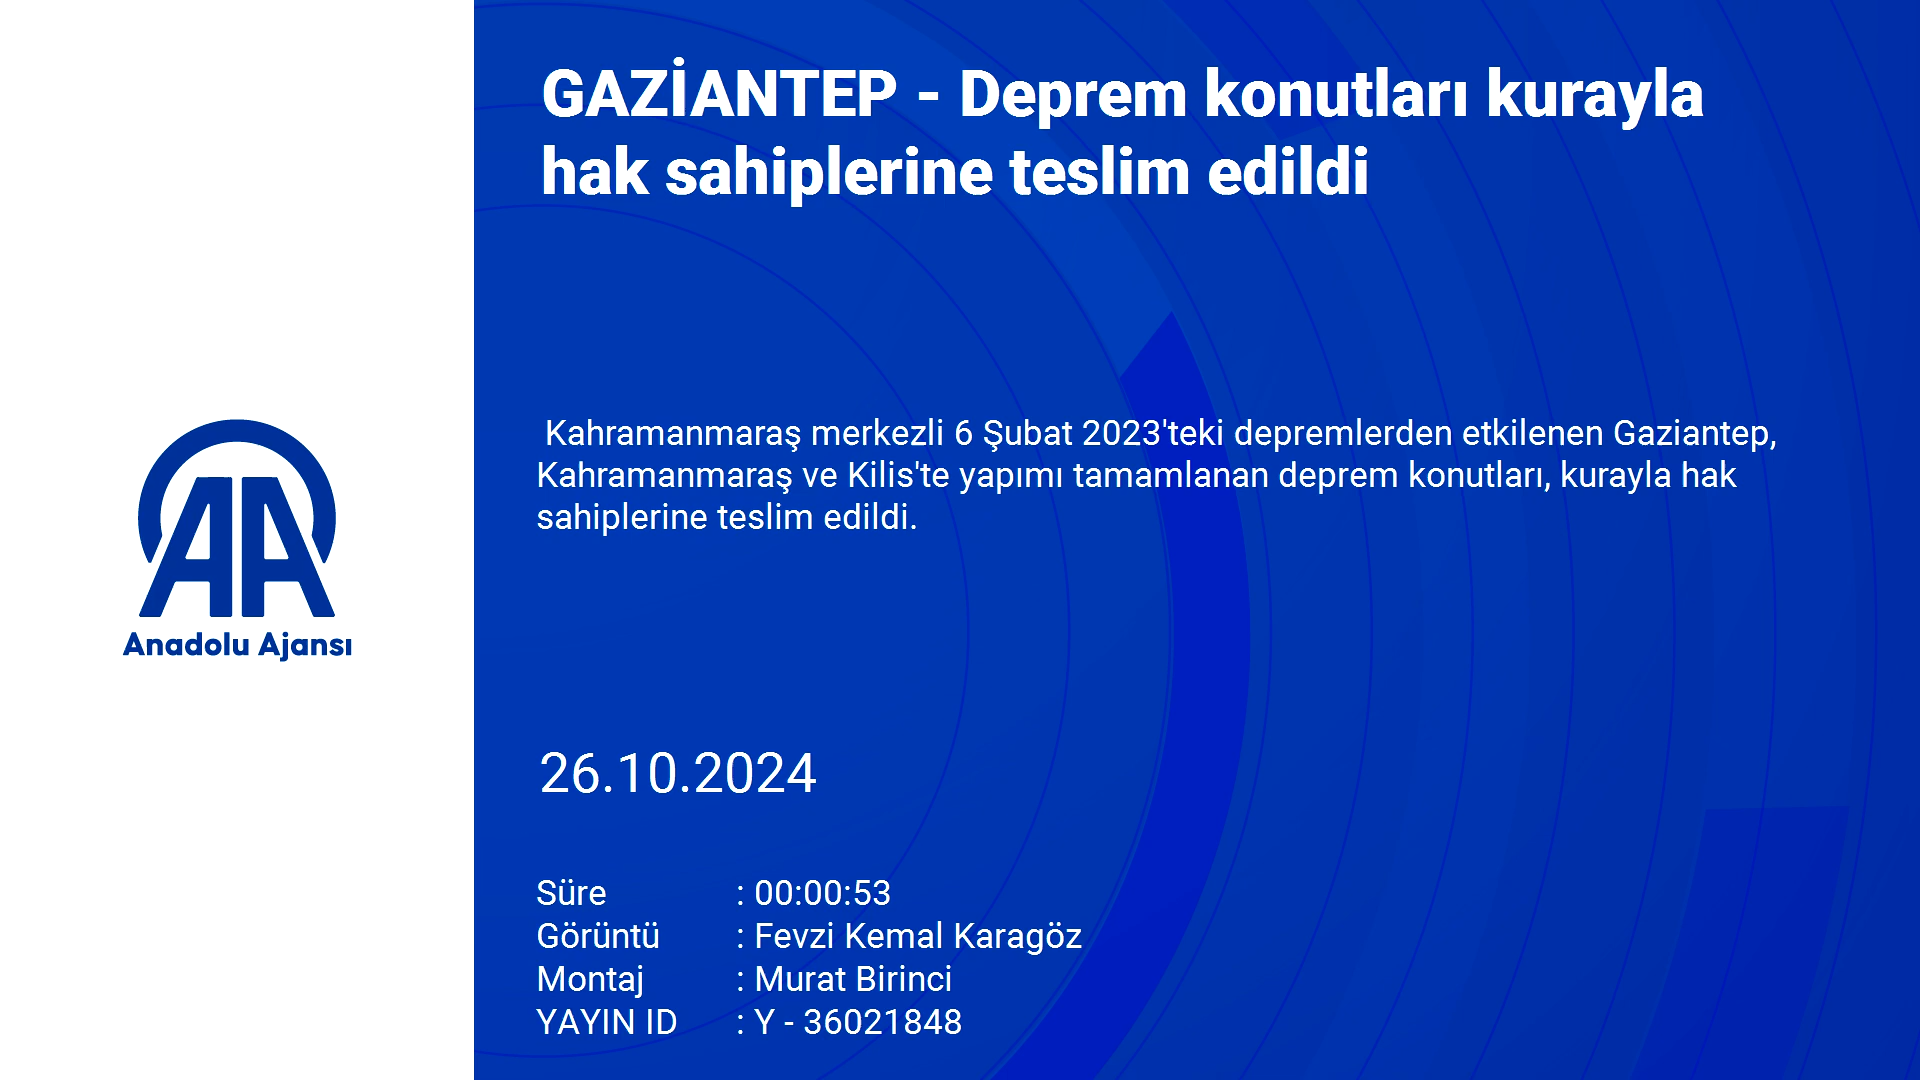 GAZİANTEP - Deprem konutları kurayla
hak sahiplerine teslim edildi
Kahramanmaraş merkezli 6 Şubat 2023'teki depremlerden etkilenen Gaziantep,
Kahramanmaraş ve Kilis'te yapımı tamamlanan deprem konutları, kurayla hak
sahiplerine teslim edildi.
AA
Anadolu Ajansı
26.10.2024
Süre : 00:00:53
Görüntü : Fevzi Kemal Karagöz
Montaj : Murat Birinci
YAYIN ID : Y - 36021848